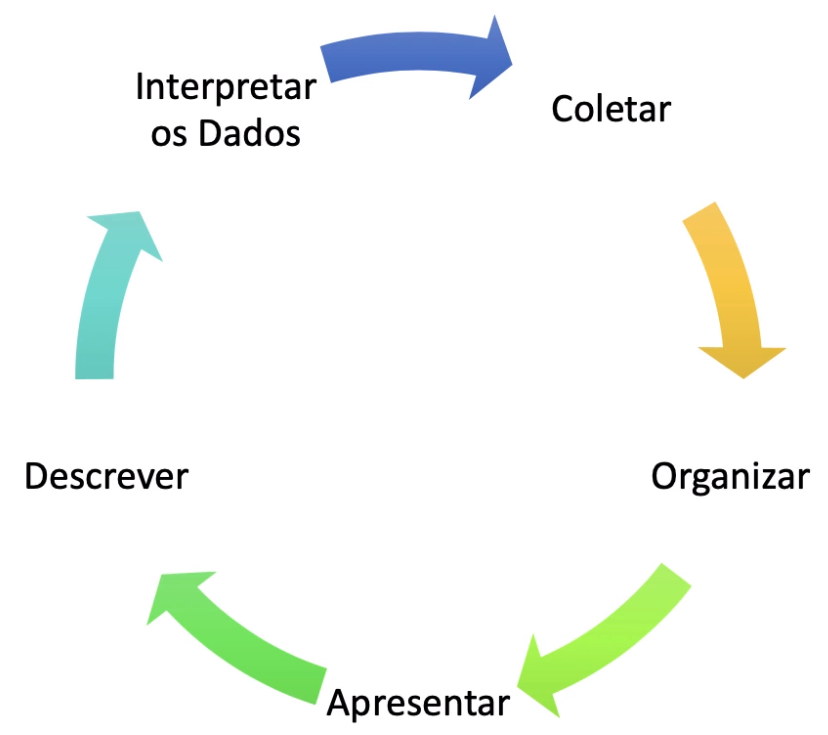 Interpretar
os Dados
Coletar
Organizar
Apresentar
Descrever